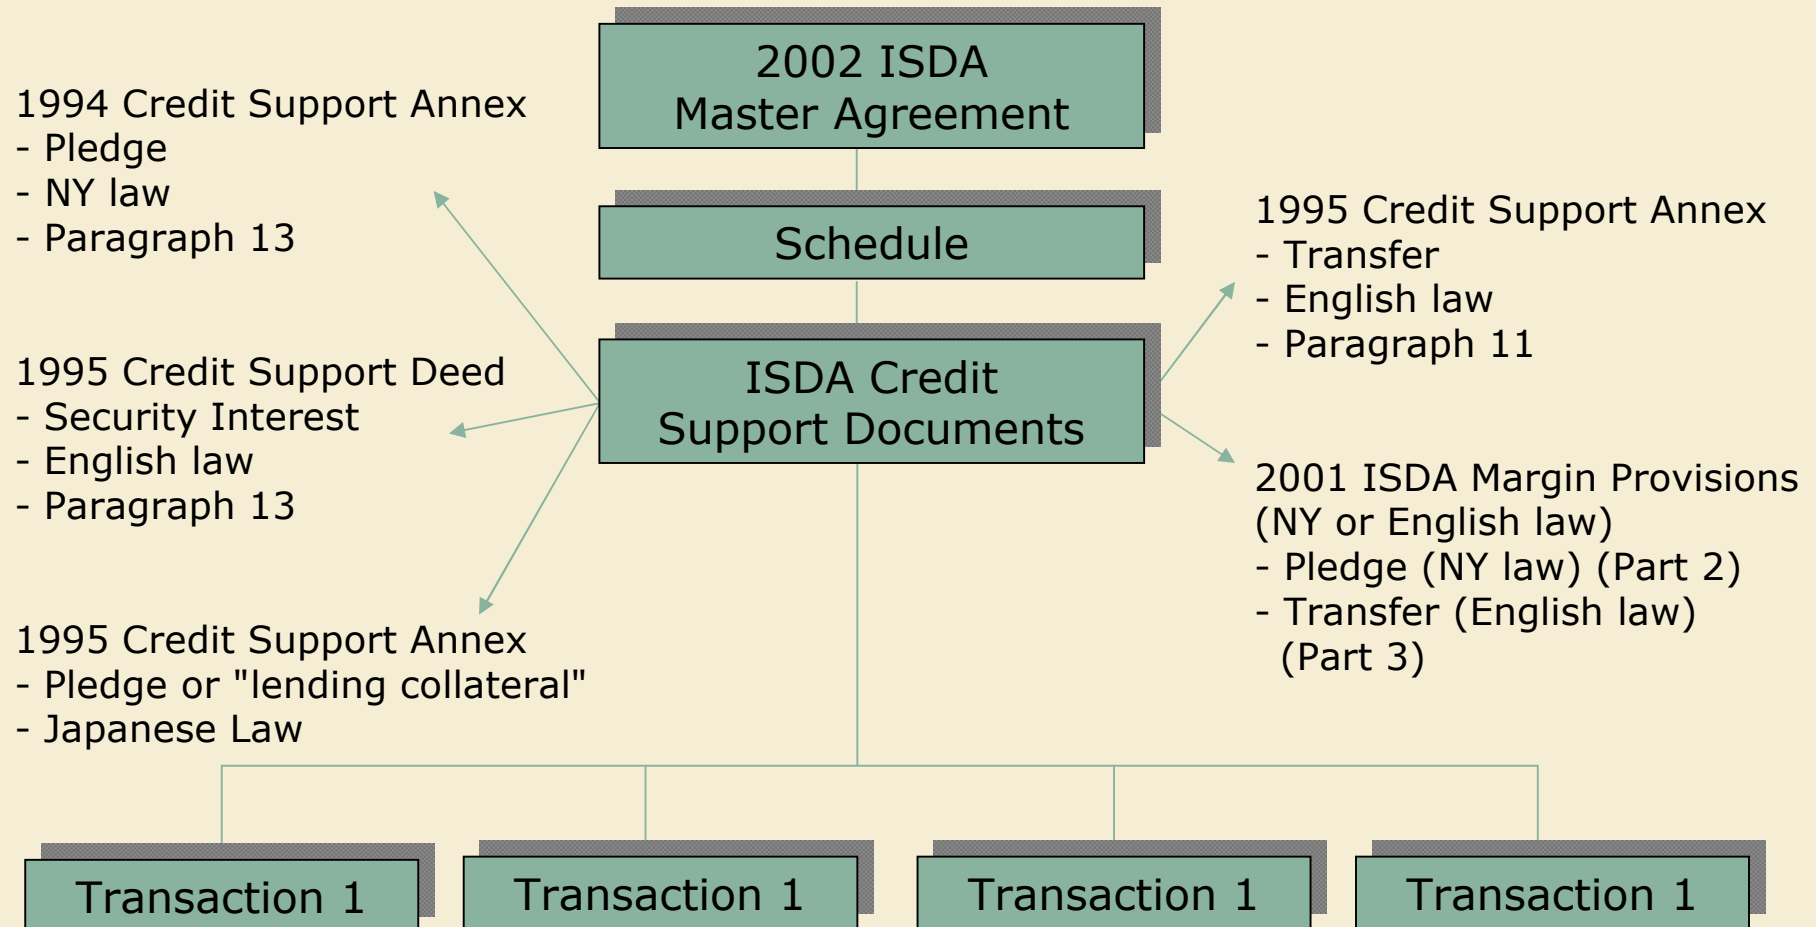 2002 ISDA
Master Agreement
1994 Credit Support Annex
- Pledge
- NY law
- Paragraph 13
Schedule
1995 Credit Support Annex
- Transfer
- English law
- Paragraph 11
1995 Credit Support Deed
- Security Interest
- English law
- Paragraph 13
ISDA Credit
Support Documents
2001 ISDA Margin Provisions
(NY or English law)
- Pledge (NY law) (Part 2)
- Transfer (English law)
(Part 3)
1995 Credit Support Annex
- Pledge or "lending collateral"
- Japanese Law
Transaction 1
Transaction 1
Transaction 1
Transaction 1